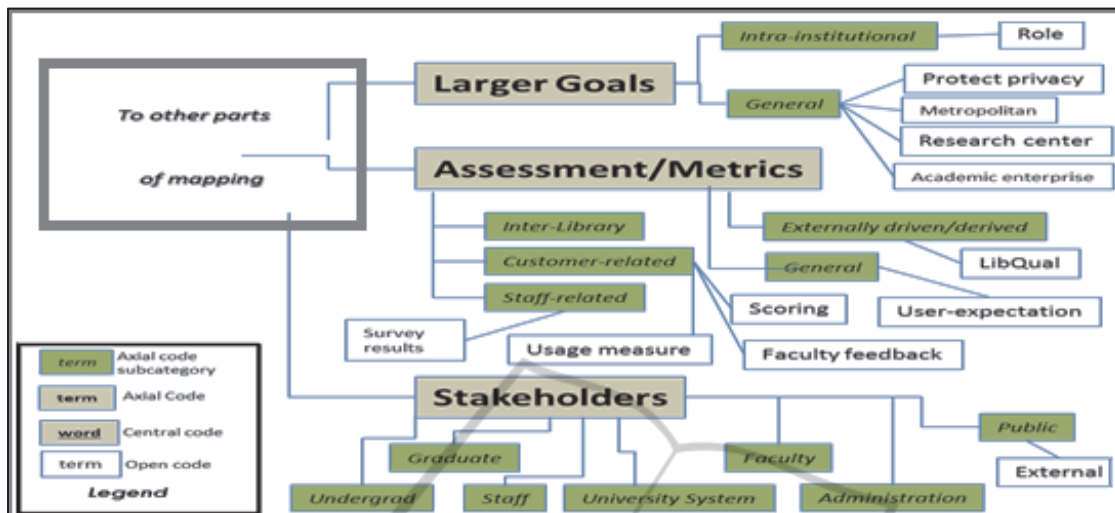 Intra-institutional
Role
To other parts
of mapping
Larger Goals
General
Protect privacy
Metropolitan
Research center
Academic enterprise
Assessment/Metrics
Inter-Library
Customer-related
Staff-related
Externally driven/derived
LibQual
General
User-expectation
Scoring
Faculty feedback
Survey
results
Usage measure
term
Axial code
subcategory
term
Axial Code
word
Central code
term
Open code
Legend
Stakeholders
Graduate
Undergrad
Staff
University System
Faculty
Administration
Public
External